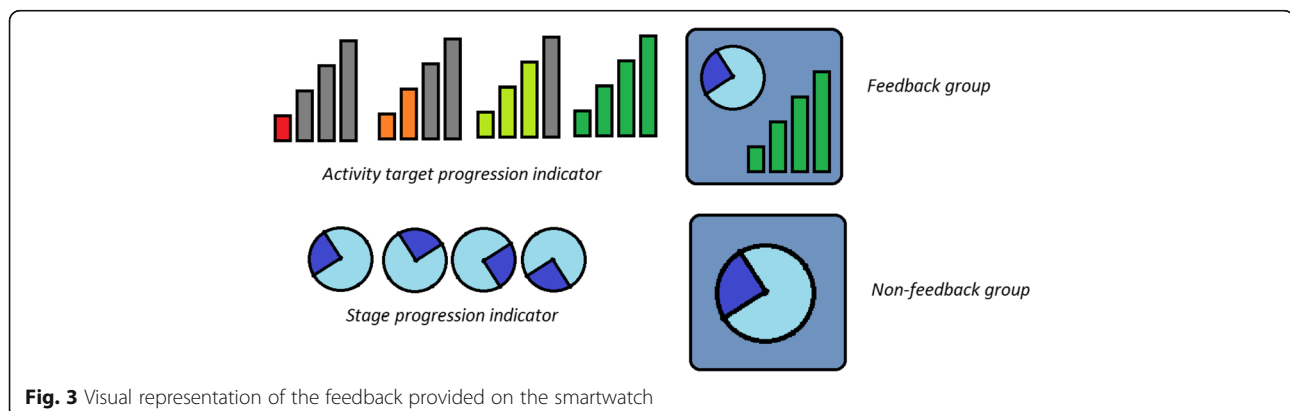 Activity target progression indicator
Feedback group
Stage progression indicator
Non-feedback group
Fig. 3 Visual representation of the feedback provided on the smartwatch